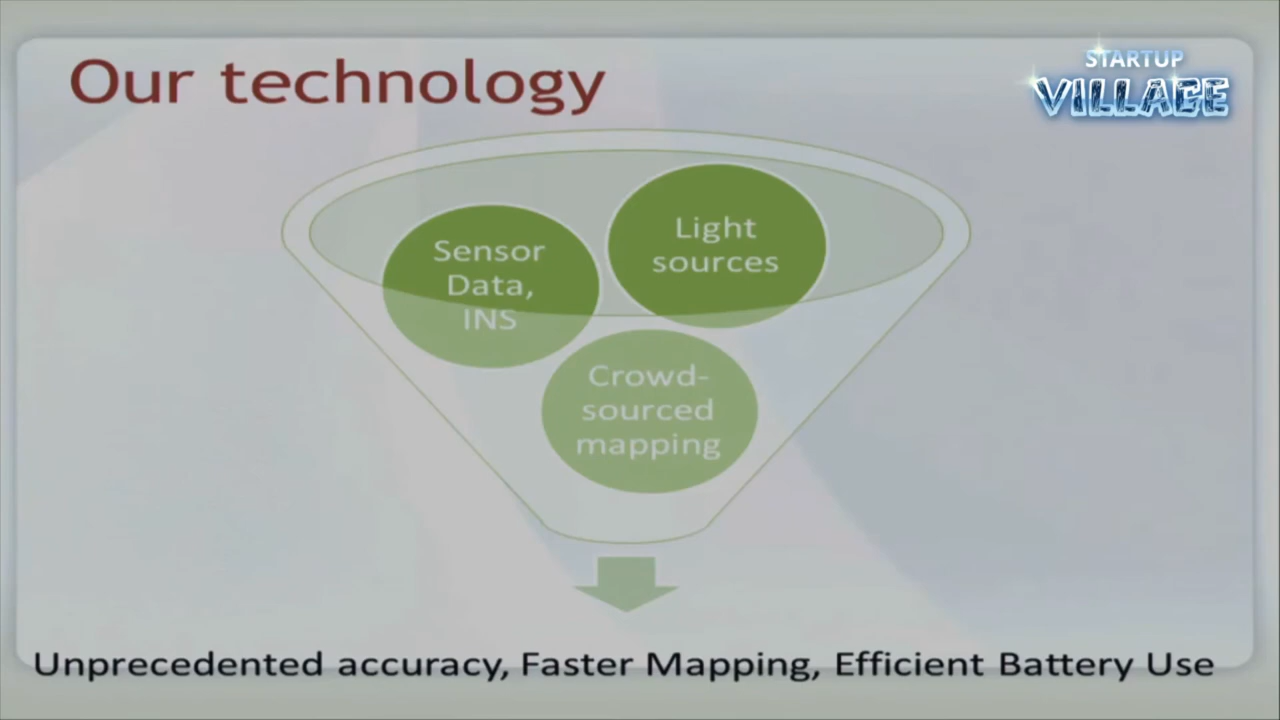 Our technology
STARTUP
VILLAGE
Sensor
Data,
INS
Light
sources
Crowd-
sourced
mapping
Unprecedented accuracy, Faster Mapping, Efficient Battery Use